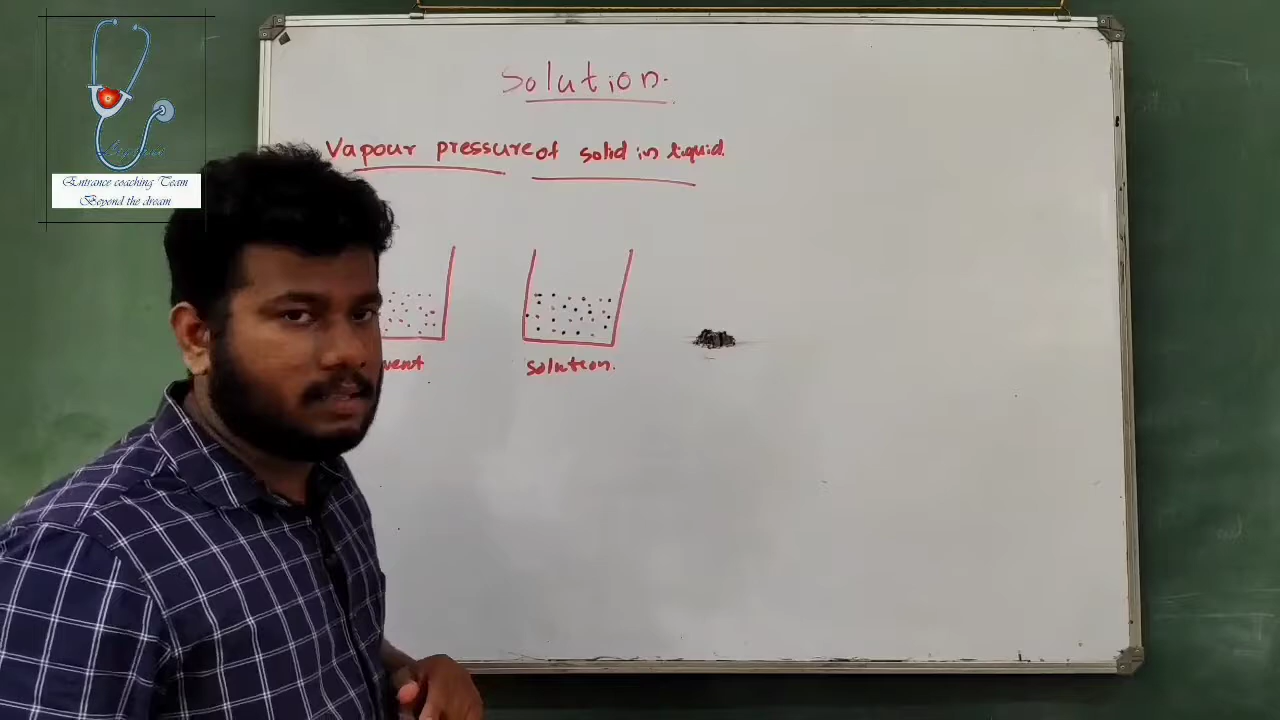 Solution.
Vapour pressure of solid in liquid.
vent
solution.
Entrance coaching Team
Beyond the dream